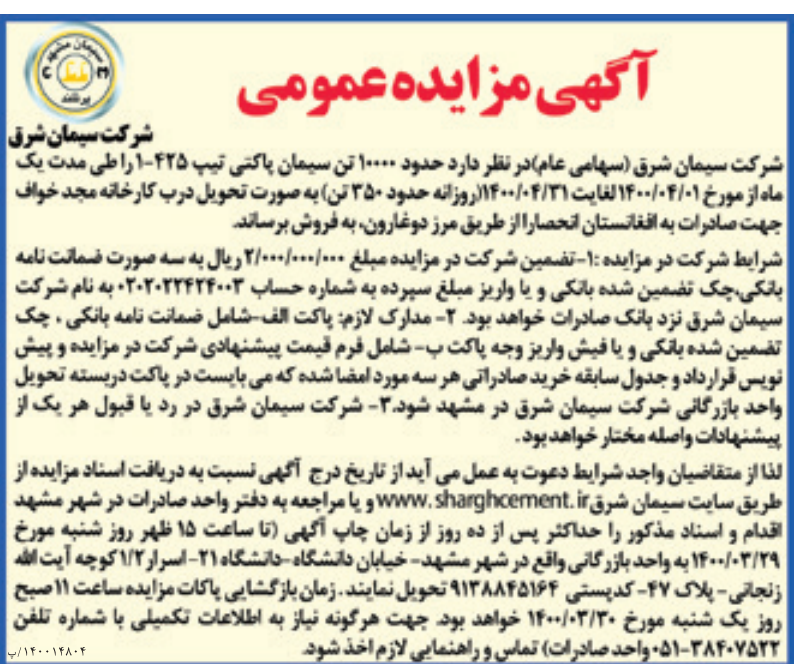 آگهی مزایده عمومی
سیمان مشهد
C M
پرتلند
شرکت سیمان شرق
شرکت سیمان شرق (سهامی عام)در نظر دارد حدود ۱۰۰۰۰ تن سیمان پاکتی تیپ ۴۲۵-۱ را طی مدت یک
ماه از مورخ ۱۴۰۰/۰۴/۰۱ لغایت ۱۴۰۰/۰۴/۳۱(روزانه حدود ۳۵۰ تن) به صورت تحویل درب کارخانه مجد خواف
جهت صادرات به افغانستان انحصارا از طریق مرز دوغارون، به فروش برساند.
شرایط شرکت در مزایده :۱-تضمین شرکت در مزایده مبلغ ۲/۰۰۰/۰۰۰/۰۰۰ ریال به سه صورت ضمانت نامه
بانکی،چک تضمین شده بانکی و یا واریز مبلغ سپرده به شماره حساب ۰۲۰۲۰۲۲۴۲۴۰۰۳ به نام شرکت
سیمان شرق نزد بانک صادرات خواهد بود. ۲- مدارک لازم: پاکت الف-شامل ضمانت نامه بانکی ، چک
تضمین شده بانکی و یا فیش واریز وجه پاکت ب- شامل فرم قیمت پیشنهادی شرکت در مزایده و پیش
نویس قرارداد و جدول سابقه خرید صادراتی هر سه مورد امضا شده که می بایست در پاکت دربسته تحویل
واحد بازرگانی شرکت سیمان شرق در مشهد شود.۳- شرکت سیمان شرق در رد یا قبول هر یک از
پیشنهادات واصله مختار خواهد بود .
لذا از متقاضیان واجد شرایط دعوت به عمل می آید از تاریخ درج آگهی نسبت به دریافت اسناد مزایده از
طریق سایت سیمان شرق www.sharghcement.ir و یا مراجعه به دفتر واحد صادرات در شهر مشهد
اقدام و اسناد مذکور را حداکثر پس از ده روز از زمان چاپ آگهی (تا ساعت ۱۵ ظهر روز شنبه مورخ
۱۴۰۰/۰۳/۲۹ به واحد بازرگانی واقع در شهر مشهد- خیابان دانشگاه-دانشگاه ۲۱- اسرار ۱/۲ کوچه آیت الله
زنجانی- پلاک ۴۷- کدپستی ۹۱۳۸۸۴۵۱۶۴ تحویل نمایند . زمان بازگشایی پاکات مزایده ساعت ۱۱ صبح
روز یک شنبه مورخ ۱۴۰۰/۰۳/۳۰ خواهد بود. جهت هرگونه نیاز به اطلاعات تکمیلی با شماره تلفن
۰۵۱-۳۸۴۰۷۵۲۲ واحد صادرات) تماس و راهنمایی لازم اخذ شود.
۱۴۰۰۱۴۸۰۴/پ